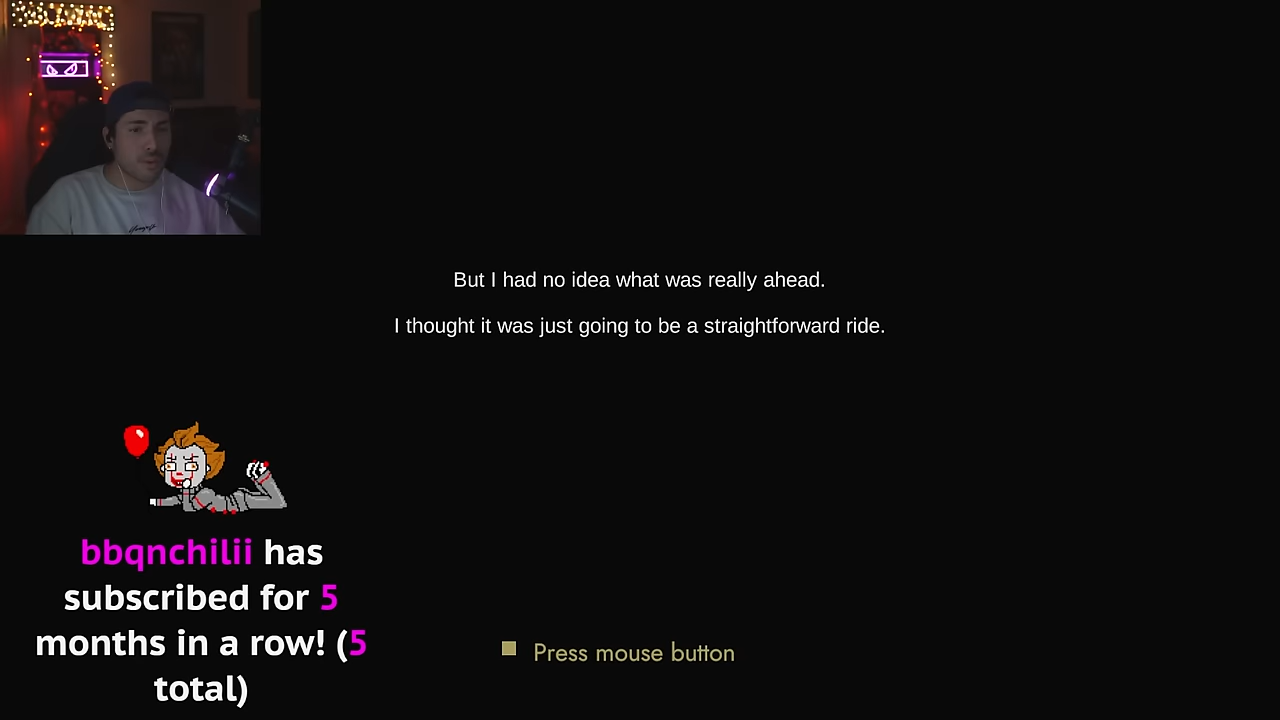 But I had no idea what was really ahead.
I thought it was just going to be a straightforward ride.
bbqnchilii has
subscribed for 5
months in a row! (5
total)
Press mouse button